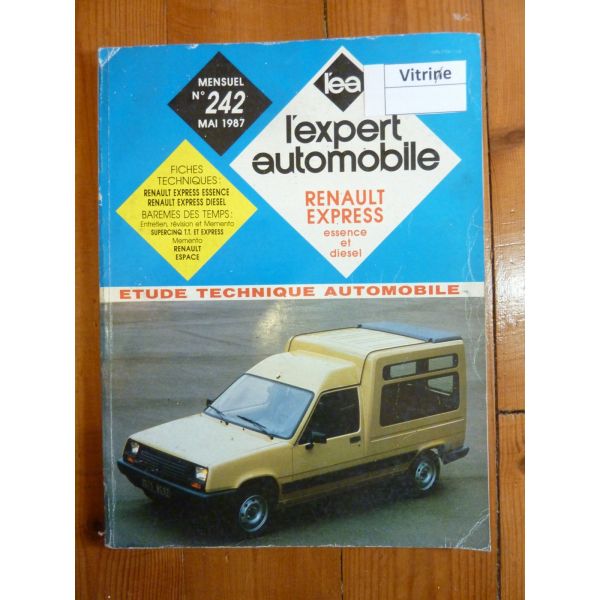 MENSUEL
N° 242
MAI 1987
l'ea
Vitrine
l'expert
automobile
FICHES
TECHNIQUES:
RENAULT EXPRESS ESSENCE
RENAULT EXPRESS DIESEL
BAREMES DES TEMPS:
Entretien, révision et Memento
SUPERCINQ T.T. ET EXPRESS
Memento
RENAULT
ESPACE
RENAULT
EXPRESS
essence
et
diesel
ETUDE TECHNIQUE AUTOMOBILE